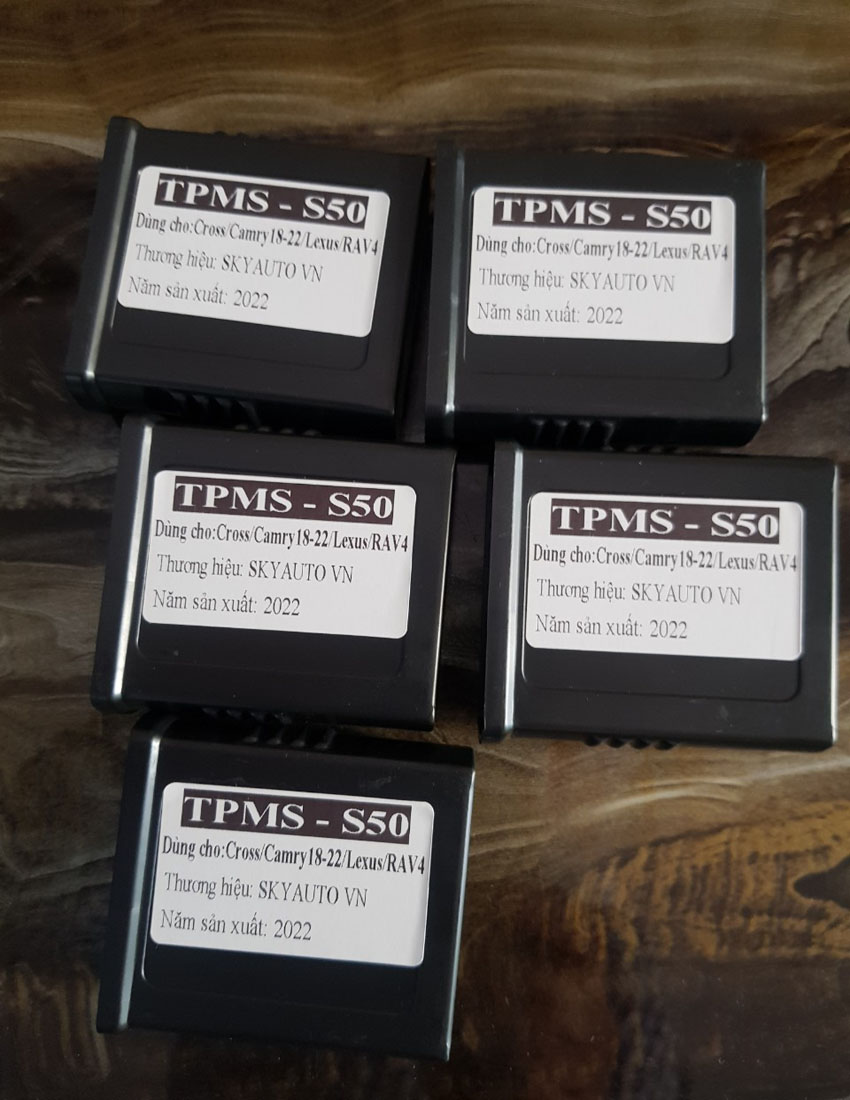 TPMS - S50
Dùng cho:Cross/Camry18-22/Lexus/RAV4
Thương hiệu: SKYAUTO VN
Năm sản xuất: 2022
TPMS - S50
Dùng cho:Cross/Camry18-22/Lexus/RAV4
Thương hiệu: SKYAUTO VN
Năm sản xuất: 2022
TPMS - S50
Dùng cho:Cross/Camry18-22/Lexus/RAV4
Thương hiệu: SKYAUTO VN
Năm sản xuất: 2022
TPMS - S50
Dùng cho:Cross/Camry18-22/Lexus/RAV4
Thương hiệu: SKYAUTO VN
Năm sản xuất: 2022
TPMS - S50
Dùng cho:Cross/Camry18-22/Lexus/RAV4
Thương hiệu: SKYAUTO VN
Năm sản xuất: 2022